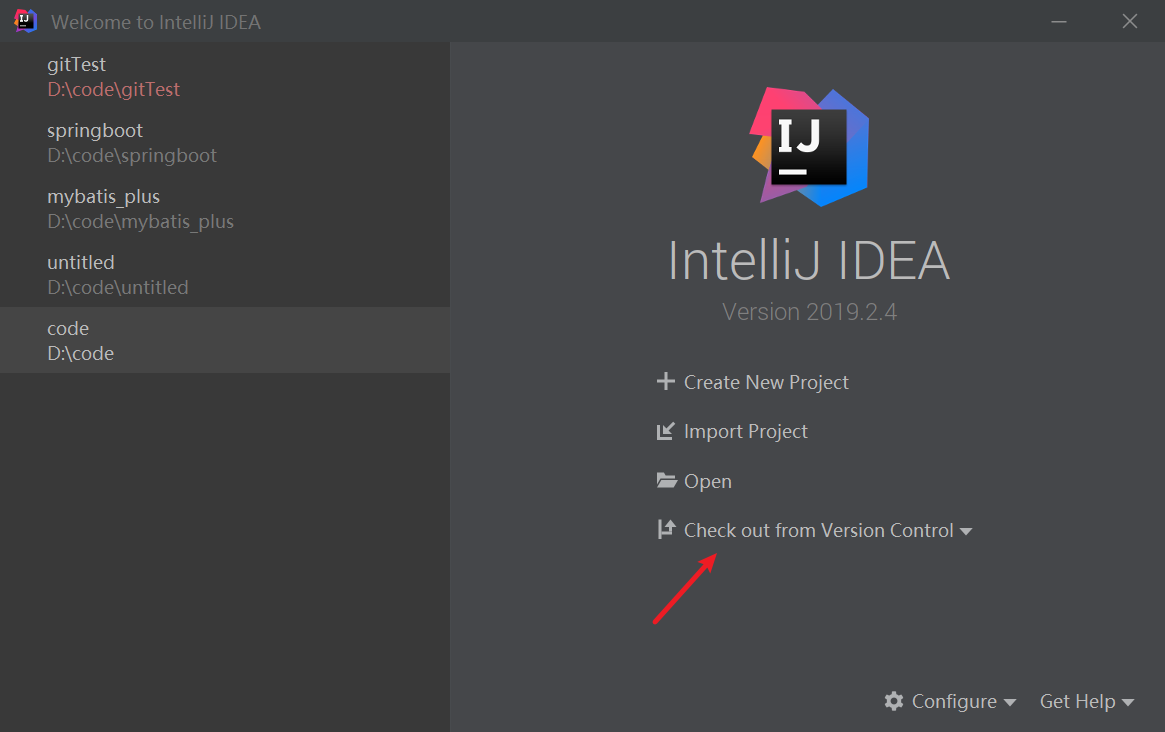 Welcome to IntelliJ IDEA
gitTest
D:\code\gitTest
springboot
D:\code\springboot
mybatis_plus
D:\code\mybatis_plus
untitled
D:\code\untitled
code
D:\code
IJ
IntelliJ IDEA
Version 2019.2.4
Create New Project
Import Project
Open
Check out from Version Control
Configure
Get Help